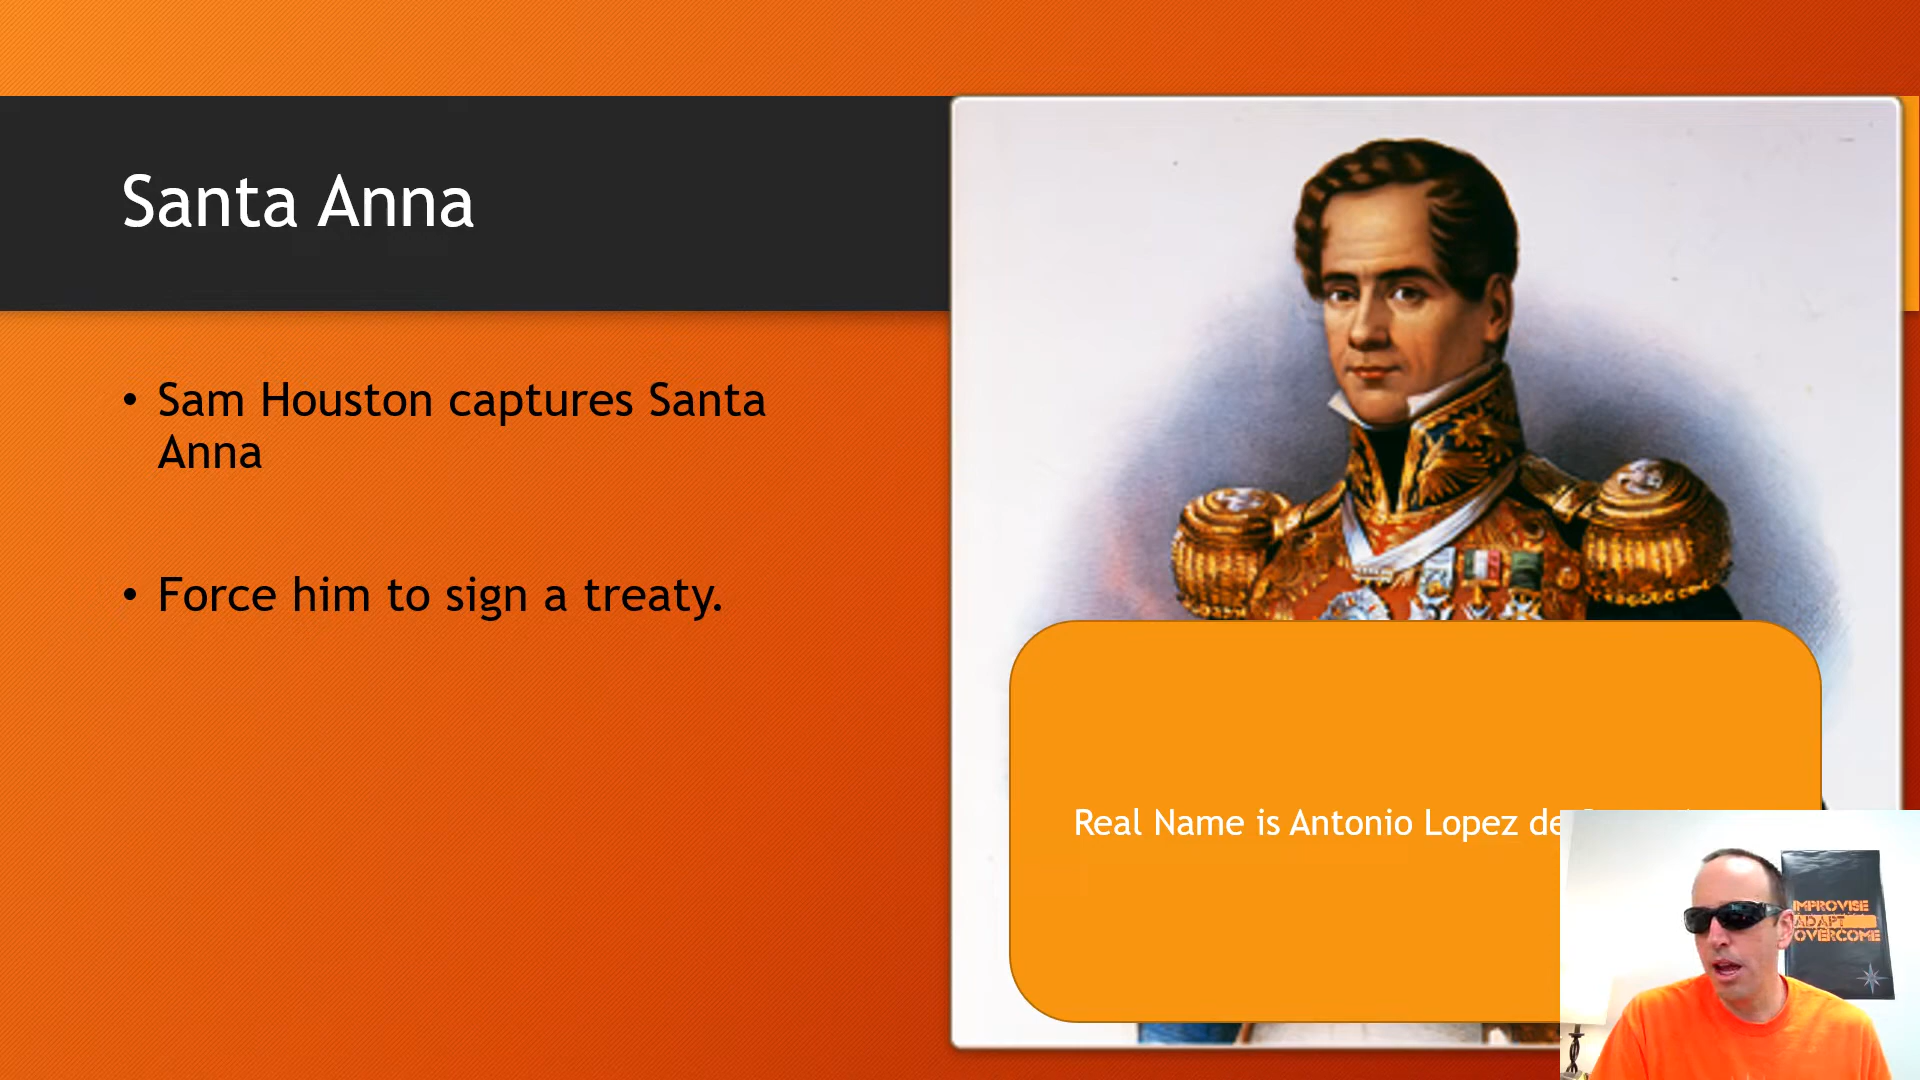 Santa Anna
• Sam Houston captures Santa
Anna
• Force him to sign a treaty.
Real Name is Antonio Lopez de
IMPROVISE
ADAPT
OVERCOME